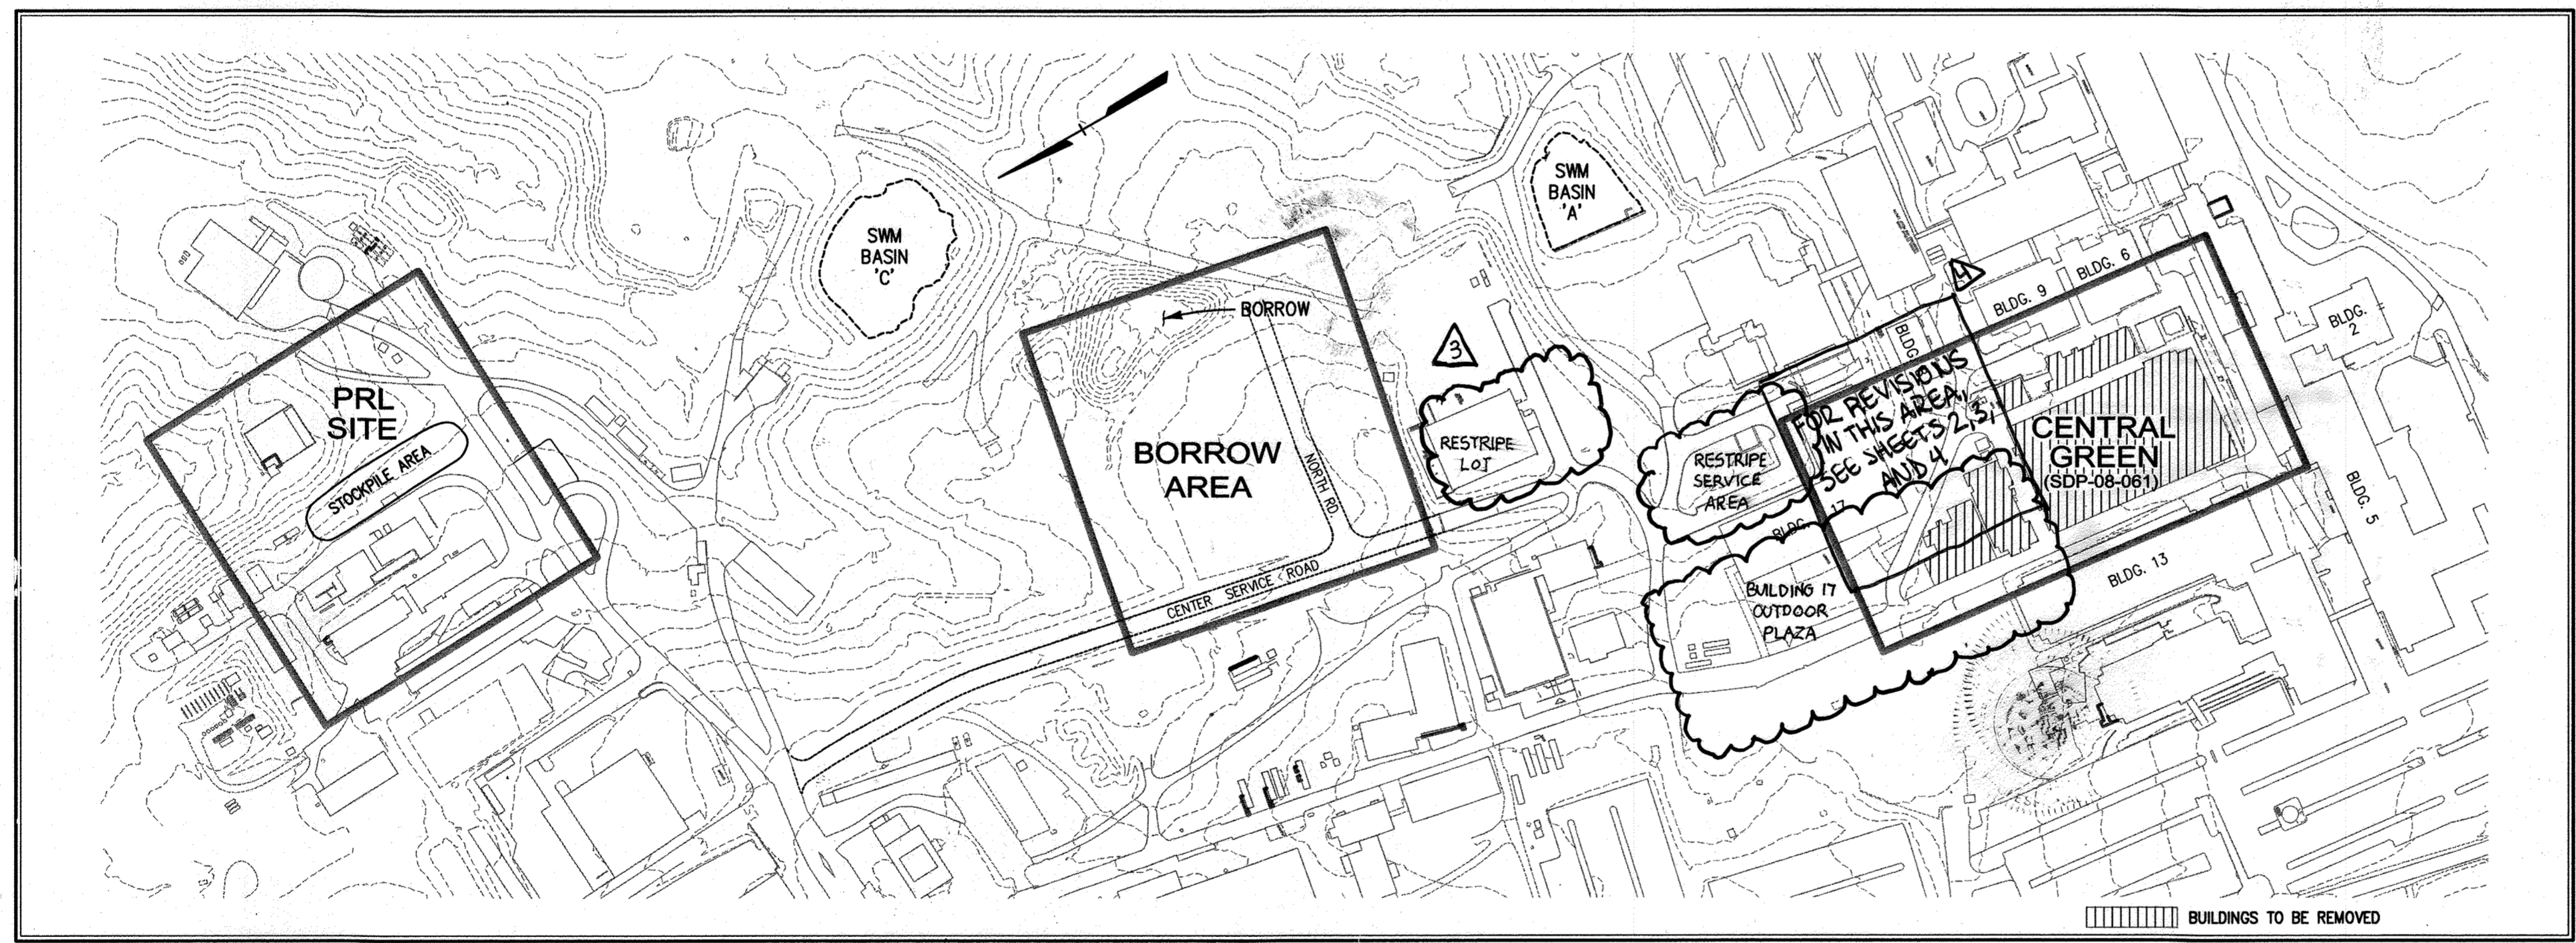 SWM
BASIN
'C'
SWM
BASIN
'A'
PRL
SITE
STOCKPILE AREA
BORROW
BORROW
AREA
NORTH RD.
CENTER SERVICE ROAD
3
RESTRIPE
LOT
RESTRIPE
SERVICE
AREA
4
BLDG.
FOR REVISIONS
IN THIS AREA,
SEE SHEETS 2,3,
AND 4
BLDG. 17
BUILDING 17
OUTDOOR
PLAZA
BLDG. 9
BLDG. 6
BLDG.
2
CENTRAL
GREEN
(SDP-08-061)
BLDG. 5
BLDG. 13
BUILDINGS TO BE REMOVED